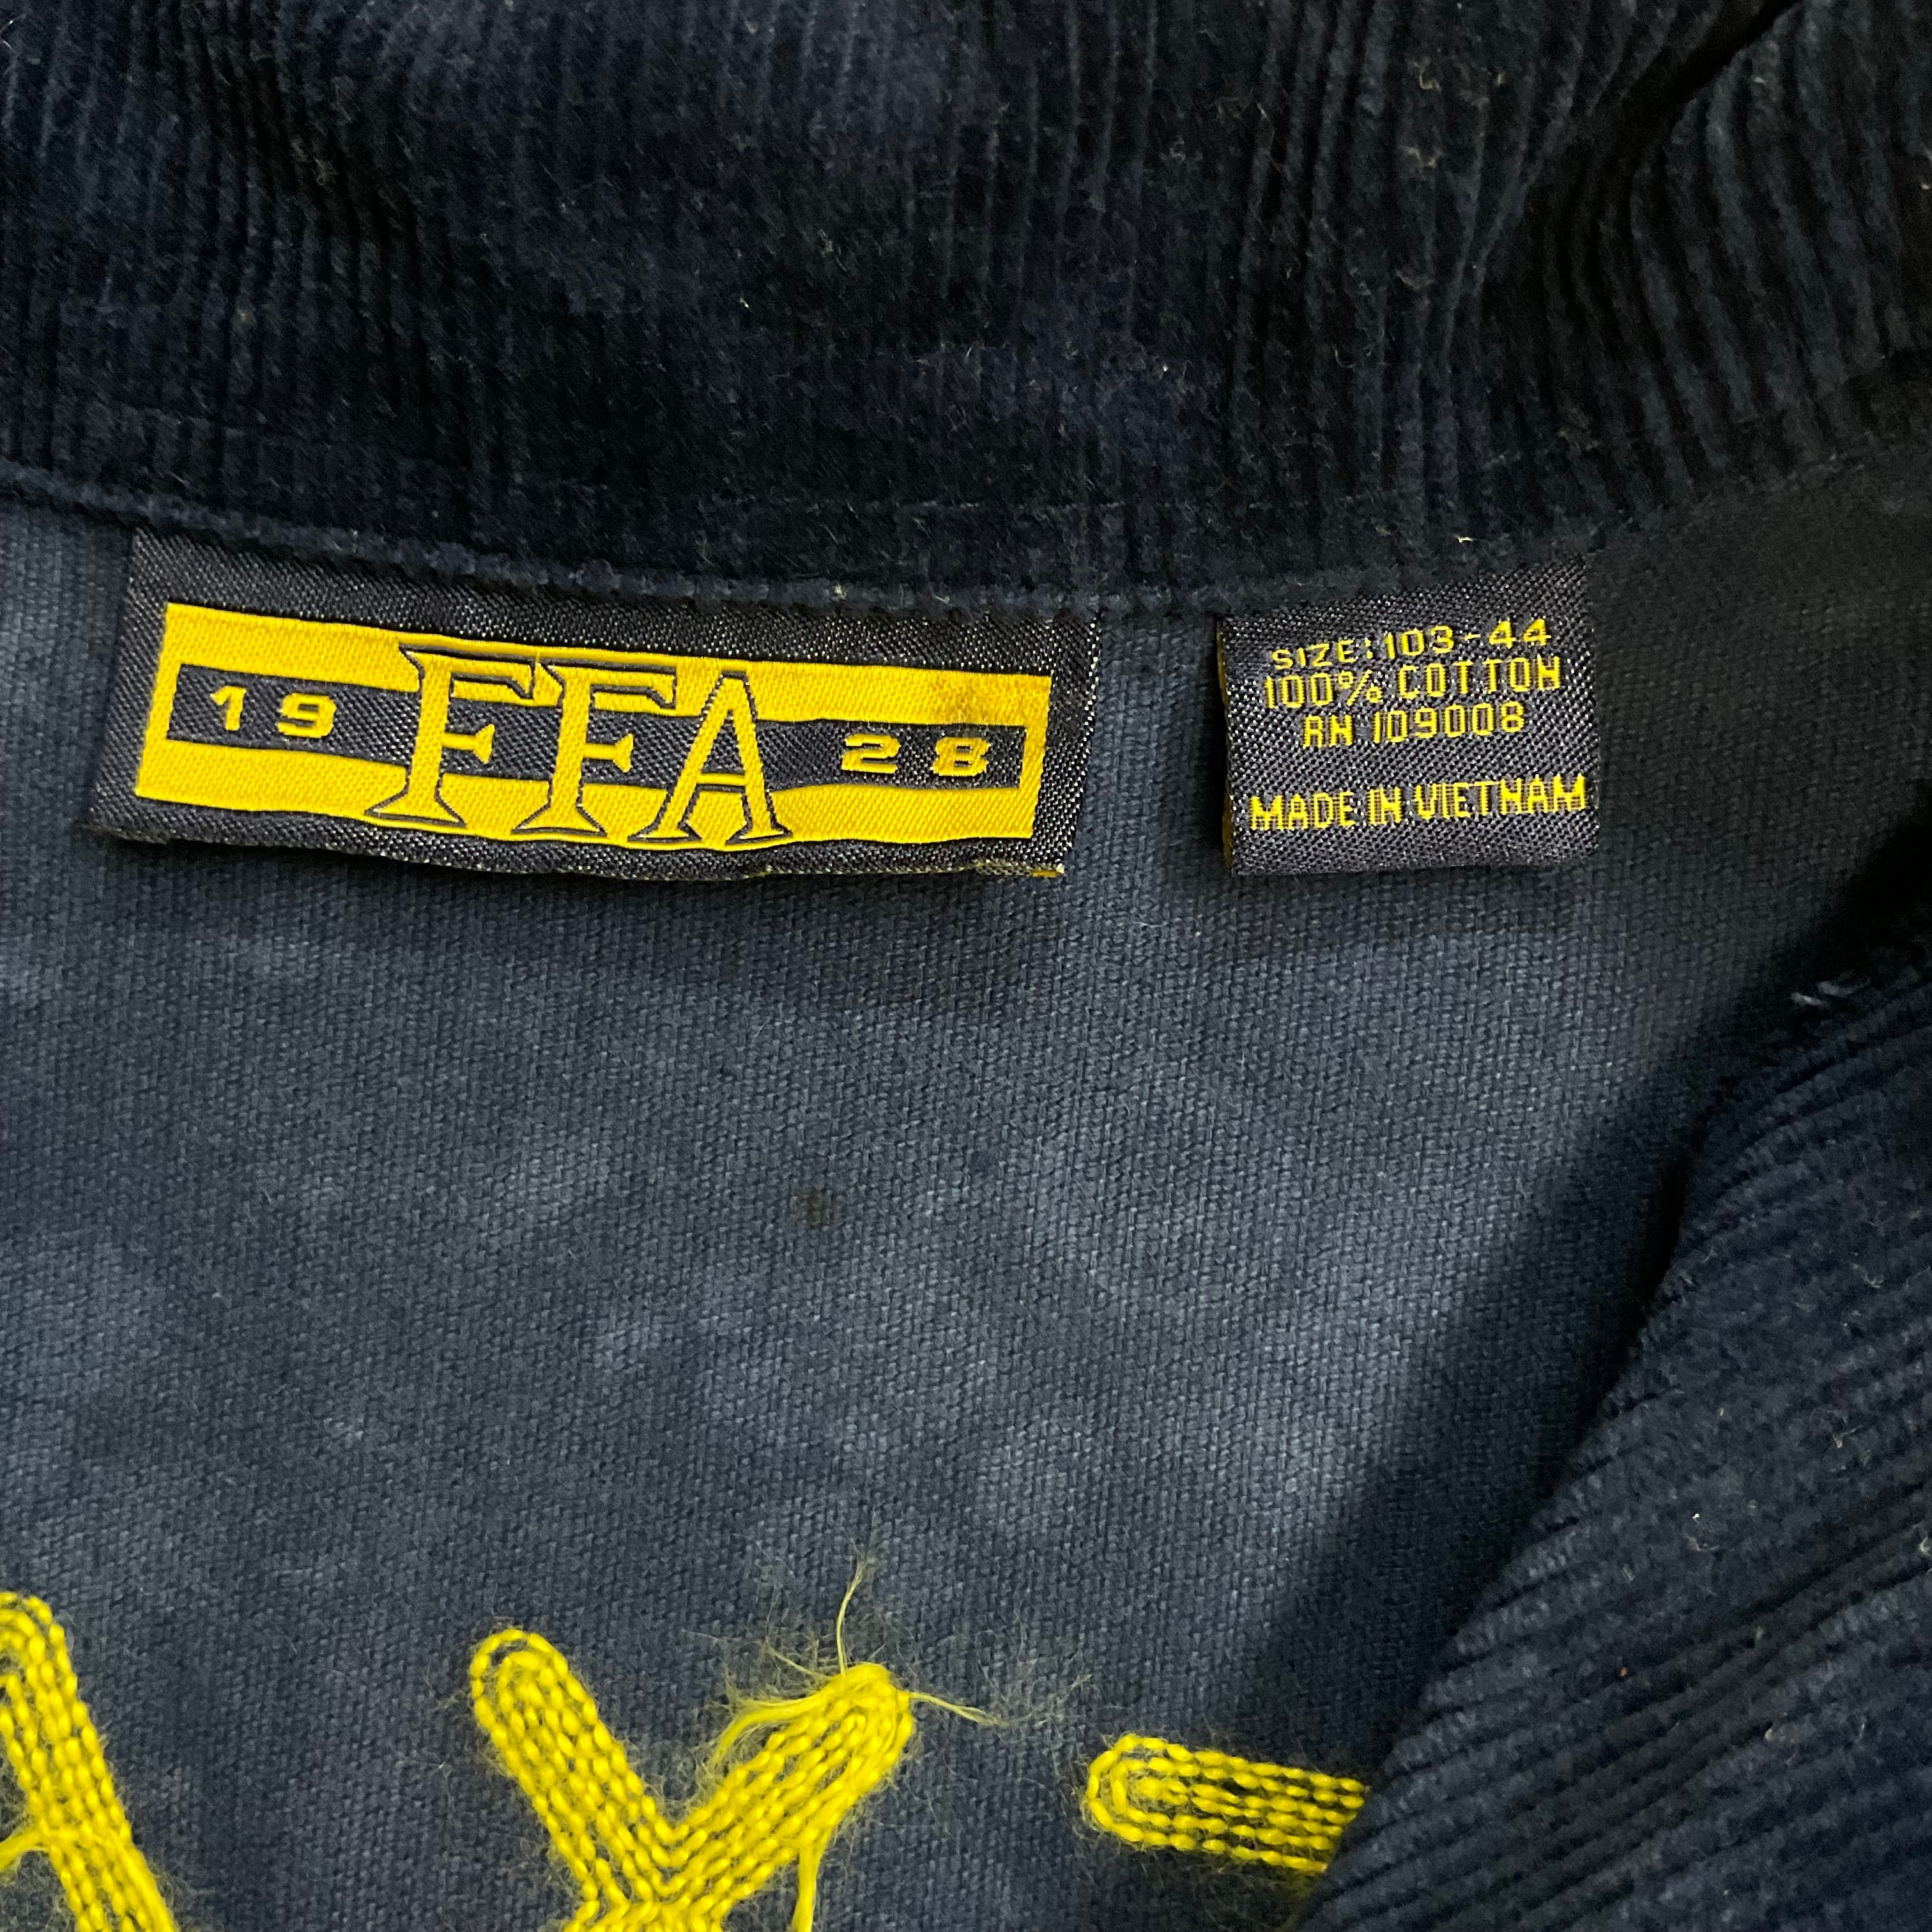 19 FFA 28
SIZE:103-44
100% COTTON
RN 109008
MADE IN VIETNAM